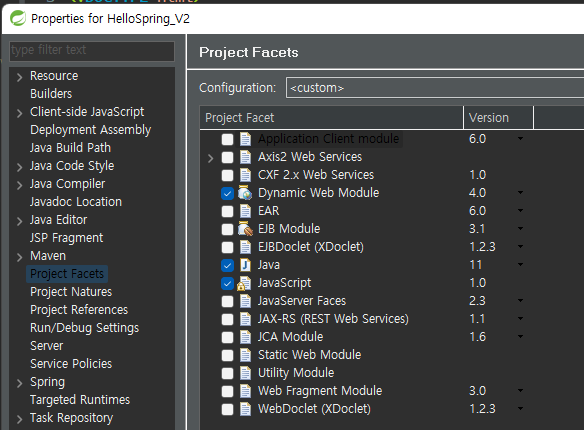 Properties for HelloSpring_V2
type filter text
Resource
Builders
Client-side JavaScript
Deployment Assembly
Java Build Path
Java Code Style
Java Compiler
Javadoc Location
Java Editor
JSP Fragment
Maven
Project Facets
Project Natures
Project References
Run/Debug Settings
Server
Service Policies
Spring
Targeted Runtimes
Task Repository
Project Facets
Configuration: <custom>
Project Facet Version
Application Client module 6.0
Axis2 Web Services
CXF 2.x Web Services 1.0
Dynamic Web Module 4.0
EAR 6.0
EJB Module 3.1
EJBDoclet (XDoclet) 1.2.3
Java 11
JavaScript 1.0
JavaServer Faces 2.3
JAX-RS (REST Web Services) 1.1
JCA Module 1.6
Static Web Module
Utility Module
Web Fragment Module 3.0
WebDoclet (XDoclet) 1.2.3